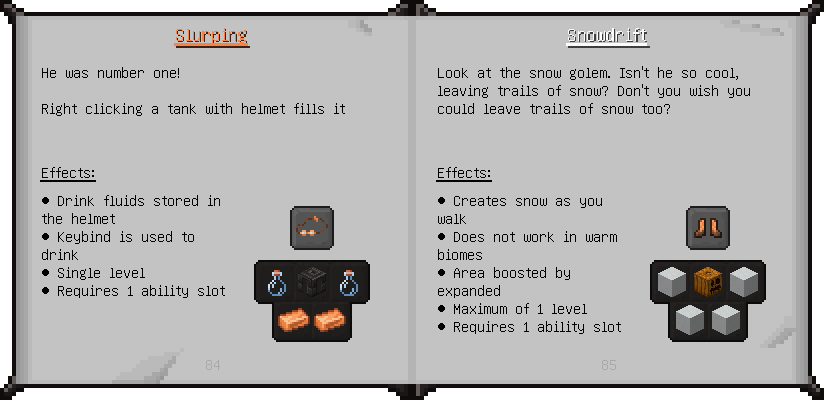 Slurping
He was number one!
Right clicking a tank with helmet fills it
Effects:
● Drink fluids stored in
the helmet
● Keybind is used to
drink
● Single level
● Requires 1 ability slot
84
Snowdrift
Look at the snow golem. Isn't he so cool,
leaving trails of snow? Don't you wish you
could leave trails of snow too?
Effects:
● Creates snow as you
walk
● Does not work in warm
biomes
● Area boosted by
expanded
● Maximum of 1 level
● Requires 1 ability slot
85